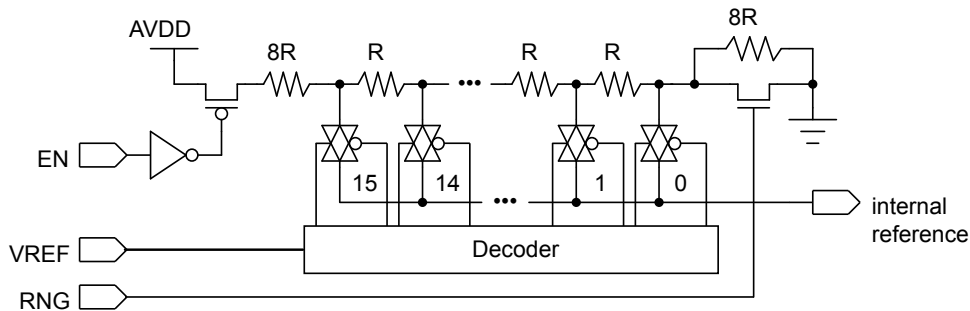 AVDD
8R
R
•••
R
R
8R
EN
15
14
1
0
•••
internal
reference
VREF
Decoder
RNG